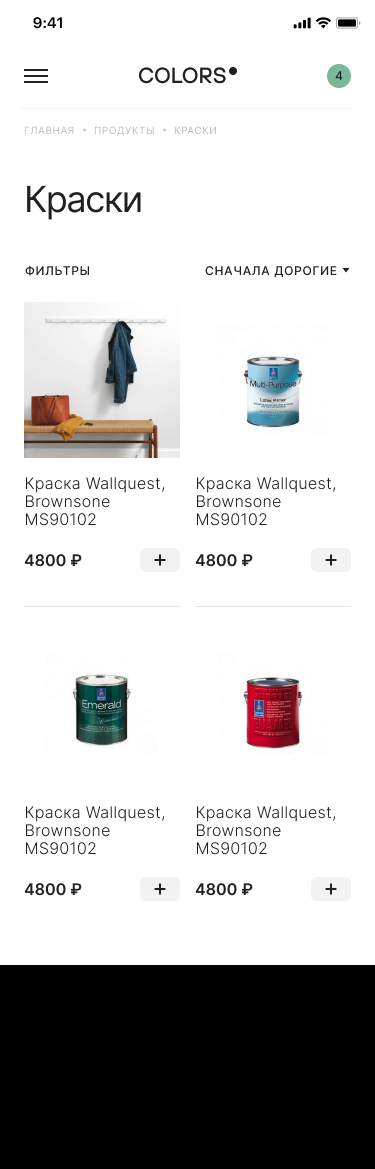 9:41
COLORS
4
ГЛАВНАЯ • ПРОДУКТЫ • КРАСКИ
Краски
ФИЛЬТРЫ
СНАЧАЛА ДОРОГИЕ
Multi-Purpose
Latex Primer
Краска Wallquest,
Brownsone
MS90102
4800 ₽
+
Краска Wallquest,
Brownsone
MS90102
4800 ₽
+
Emerald
Краска Wallquest,
Brownsone
MS90102
4800 ₽
+
Краска Wallquest,
Brownsone
MS90102
4800 ₽
+